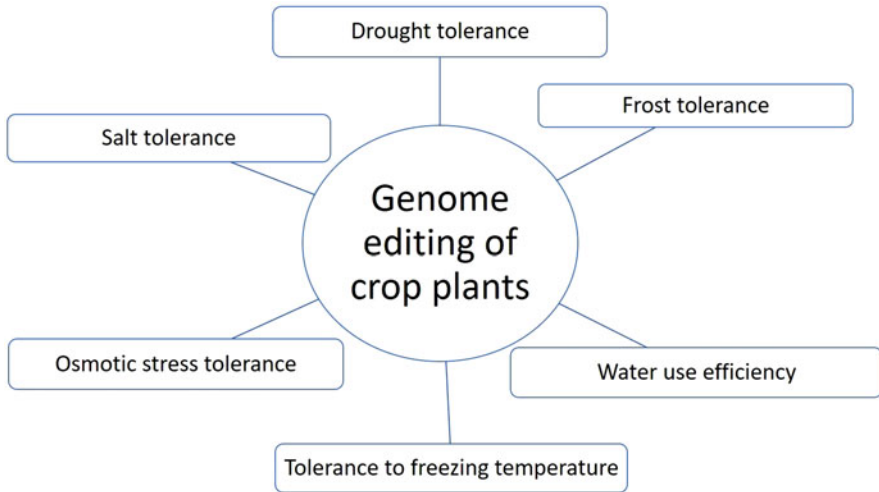 Drought tolerance
Frost tolerance
Salt tolerance
Genome
editing of
crop plants
Osmotic stress tolerance
Water use efficiency
Tolerance to freezing temperature